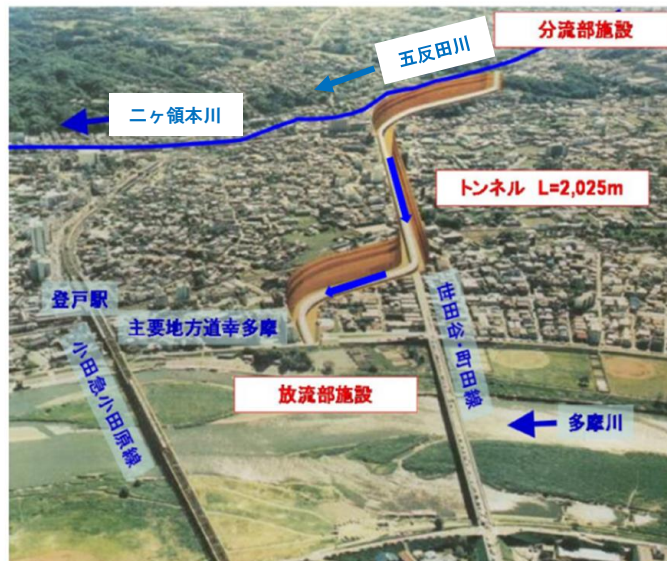 分流部施設
五反田川
二ヶ領本川
トンネル L=2,025m
世田谷・町田線
登戸駅
主要地方道幸多摩
小田急小田原線
放流部施設
多摩川